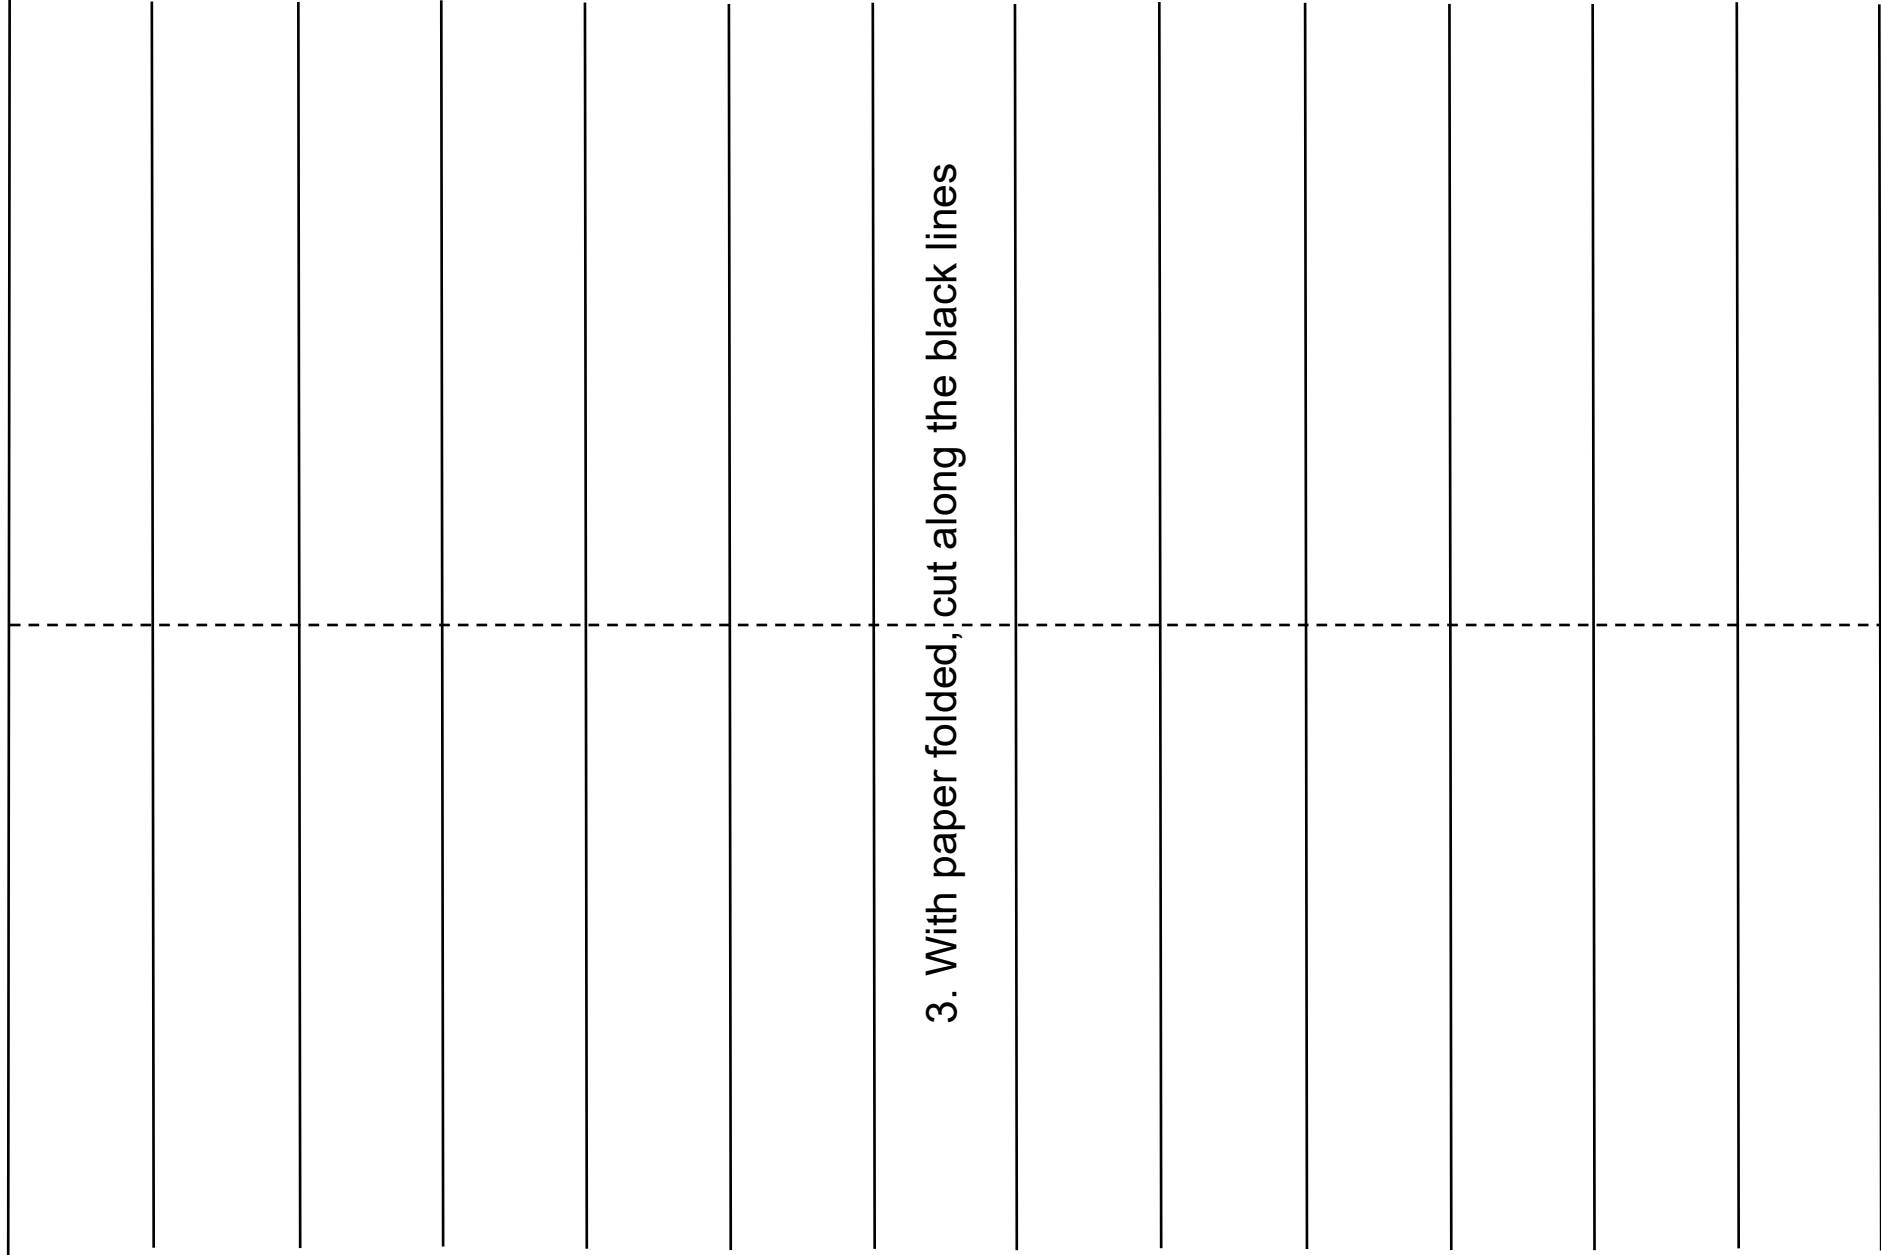 3. With paper folded, cut along the black lines